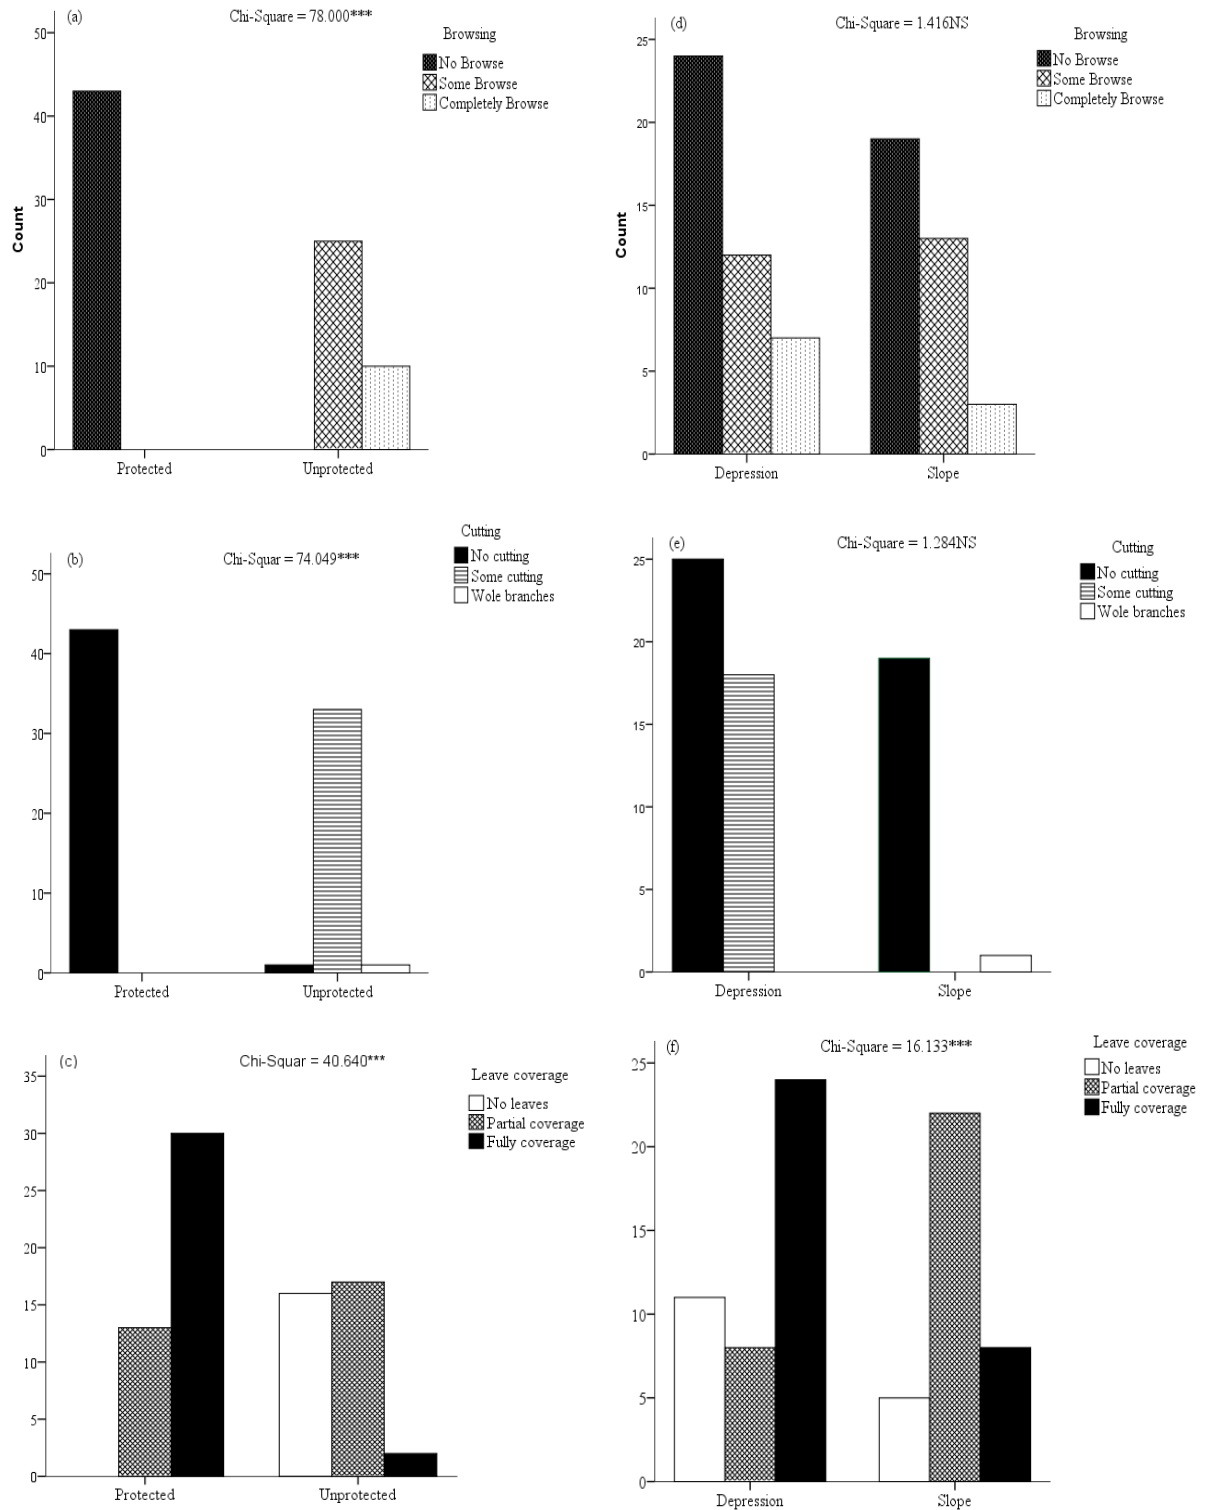 (a)
Chi-Square = 78.000***
Browsing
No Browse
Some Browse
Completely Browse
Count
50
40
30
20
10
0
Protected
Unprotected
(d)
Chi-Square = 1.416NS
Browsing
No Browse
Some Browse
Completely Browse
Count
25
20
15
10
5
0
Depression
Slope
(b)
Chi-Squar = 74.049***
Cutting
No cutting
Some cutting
Wole branches
50
40
30
20
10
0
Protected
Unprotected
(e)
Chi-Square = 1.284NS
Cutting
No cutting
Some cutting
Wole branches
25
20
15
10
5
0
Depression
Slope
(c)
Chi-Squar = 40.640***
Leave coverage
No leaves
Partial coverage
Fully coverage
35
30
25
20
15
10
5
0
Protected
Unprotected
(f)
Chi-Square = 16.133***
Leave coverage
No leaves
Partial coverage
Fully coverage
25
20
15
10
5
0
Depression
Slope